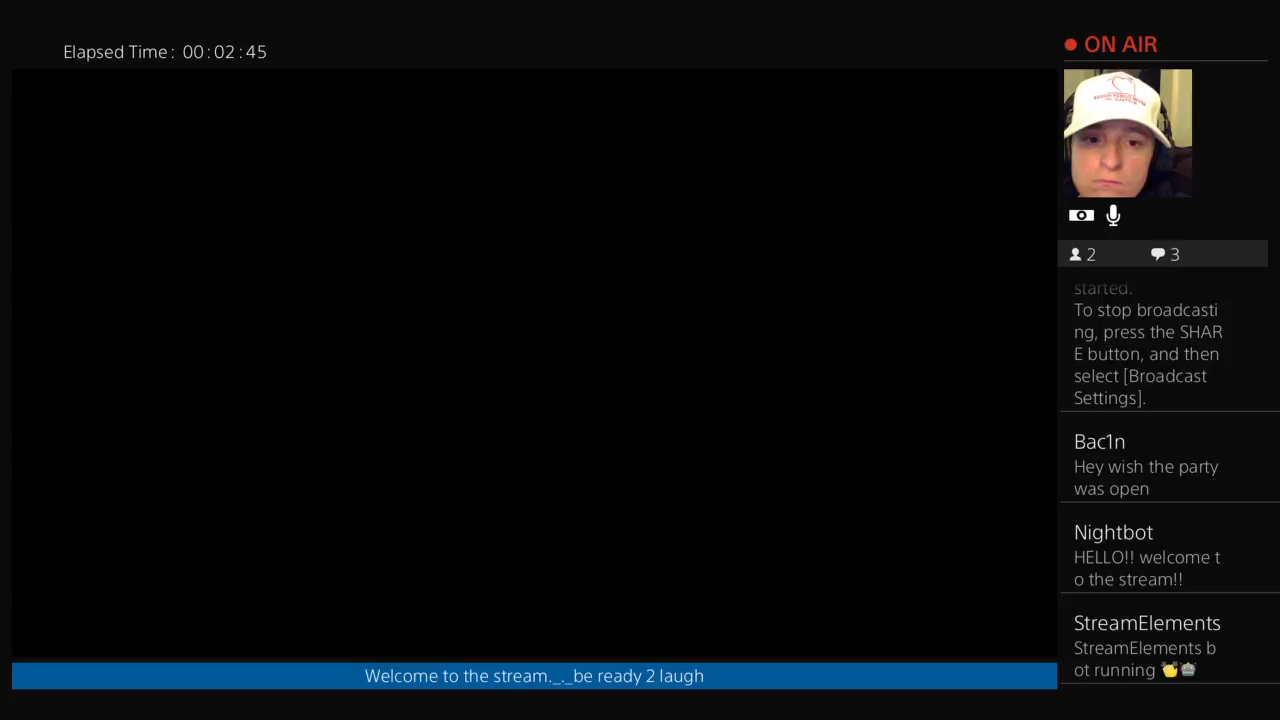 Elapsed Time: 00:02:45
ON AIR
2 3
started.
To stop broadcasti
ng, press the SHAR
E button, and then
select [Broadcast
Settings].
Bac1n
Hey wish the party
was open
Nightbot
HELLO!! welcome t
o the stream!!
StreamElements
StreamElements b
ot running
Welcome to the stream._._be ready 2 laugh